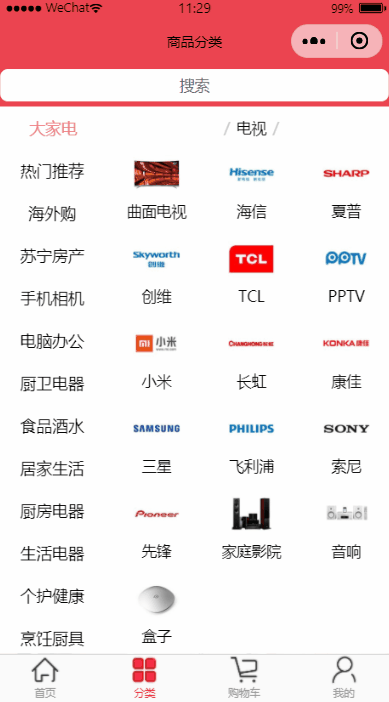 WeChat 11:29 99%
商品分类
搜索
大家电
热门推荐
海外购
苏宁房产
手机相机
电脑办公
厨卫电器
食品酒水
居家生活
厨房电器
生活电器
个护健康
烹饪厨具
/ 电视 /
Hisense
SHARP
曲面电视 海信 夏普
Skyworth
创维
TCL
PPTV
创维 TCL PPTV
小米
CHANGHONG 长虹
KONKA 康佳
小米 长虹 康佳
SAMSUNG PHILIPS SONY
三星 飞利浦 索尼
Pioneer
先锋 家庭影院 音响
盒子
首页 分类 购物车 我的